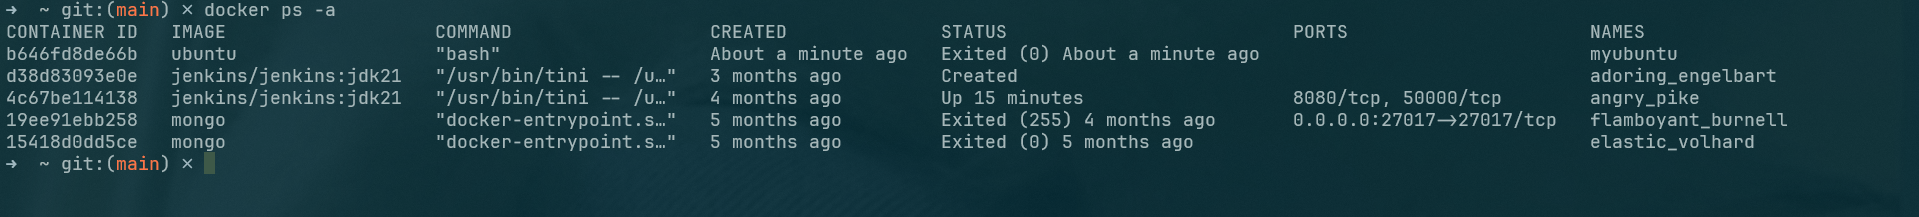 →  ~ git:(main) ✕ docker ps -a
CONTAINER ID   IMAGE                   COMMAND                  CREATED              STATUS                          PORTS                      NAMES
b646fd8de66b   ubuntu                  "bash"                   About a minute ago   Exited (0) About a minute ago                              myubuntu
d38d83093e0e   jenkins/jenkins:jdk21   "/usr/bin/tini -- /u…"   3 months ago         Created                                                    adoring_engelbart
4c67be114138   jenkins/jenkins:jdk21   "/usr/bin/tini -- /u…"   4 months ago         Up 15 minutes                   8080/tcp, 50000/tcp        angry_pike
19ee91ebb258   mongo                   "docker-entrypoint.s…"   5 months ago         Exited (255) 4 months ago       0.0.0.0:27017->27017/tcp   flamboyant_burnell
15418d0dd5ce   mongo                   "docker-entrypoint.s…"   5 months ago         Exited (0) 5 months ago                                    elastic_volhard
→  ~ git:(main) ✕